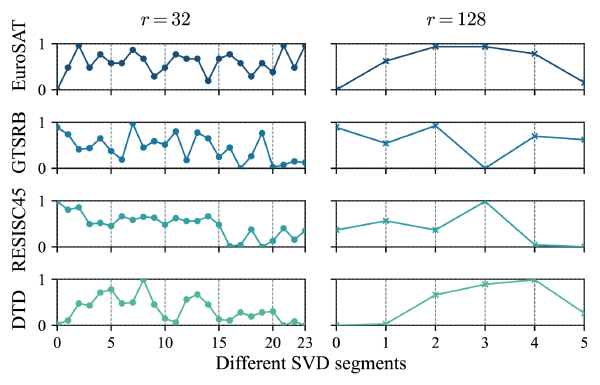 r = 32
r = 128
EuroSAT
1
0
GTSRB
1
0
RESISC45
1
0
DTD
1
0
0 5 10 15 20 23
0 1 2 3 4 5
Different SVD segments